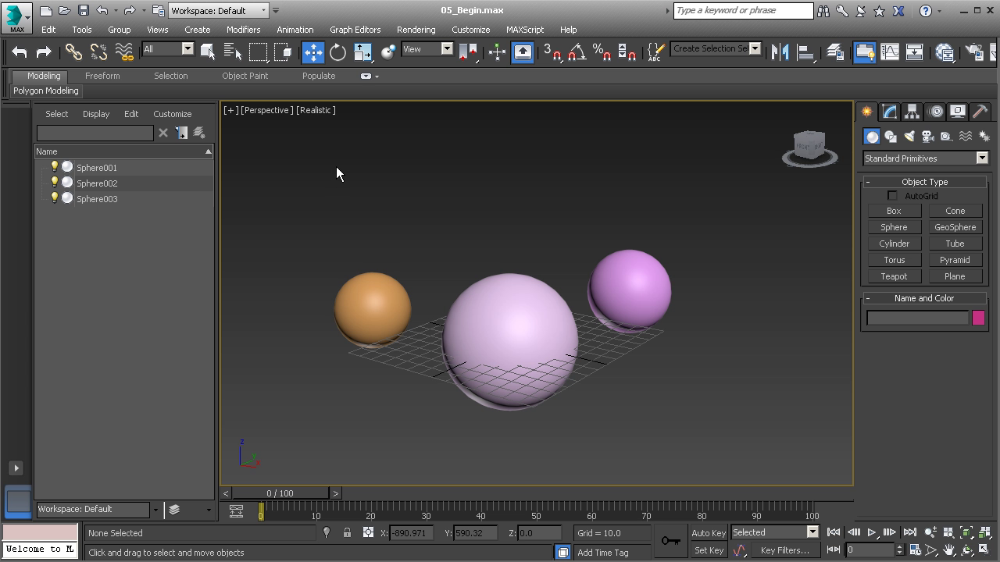 Workspace: Default
05_Begin.max
Type a keyword or phrase
MAX
Edit Tools Group Views Create Modifiers Animation Graph Editors Rendering Customize MAXScript Help
All
View
3
%
ABC
Create Selection Set
Modeling Freeform Selection Object Paint Populate
Polygon Modeling
Select Display Edit Customize
Name
Sphere001
Sphere002
Sphere003
[+] [Perspective] [Realistic]
z
y
x
Standard Primitives
- Object Type
AutoGrid
Box Cone
Sphere GeoSphere
Cylinder Tube
Torus Pyramid
Teapot Plane
- Name and Color
< 0 / 100 >
Workspace: Default
0 10 20 30 40 50 60 70 80 90 100
None Selected
X: -890.971 Y: 590.32 Z: 0.0
Grid = 10.0
Auto Key
Selected
Welcome to M
Click and drag to select and move objects
Add Time Tag
Set Key
Key Filters...
0